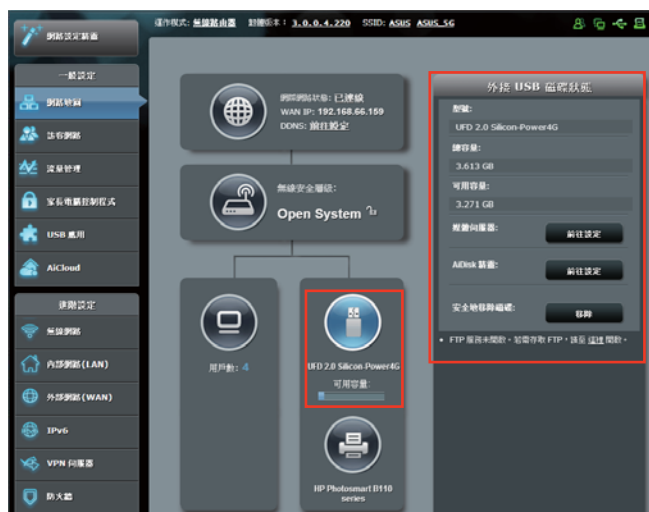 操作模式: 無線路由器 韌體版本: 3.0.0.4.220 SSID: ASUS ASUS_5G
網路設定精靈
一般設定
網路地圖
訪客網路
流量管理
家長電腦控制程式
USB 應用
AiCloud
進階設定
無線網路
內部網路(LAN)
外部網路(WAN)
IPv6
VPN 伺服器
防火牆
網際網路狀態: 已連線
WAN IP: 192.168.66.159
DDNS: 前往設定
無線安全層級:
Open System
用戶數: 4
UFD 2.0 Silicon-Power4G
可用容量:
HP Photosmart B110
series
外接 USB 磁碟狀態
型號:
UFD 2.0 Silicon-Power4G
總容量:
3.613 GB
可用容量:
3.271 GB
媒體伺服器:
前往設定
AiDisk 精靈:
前往設定
安全地移除磁碟:
移除
• FTP 服務未開啟。若需存取 FTP,請至 這裡 開啟。